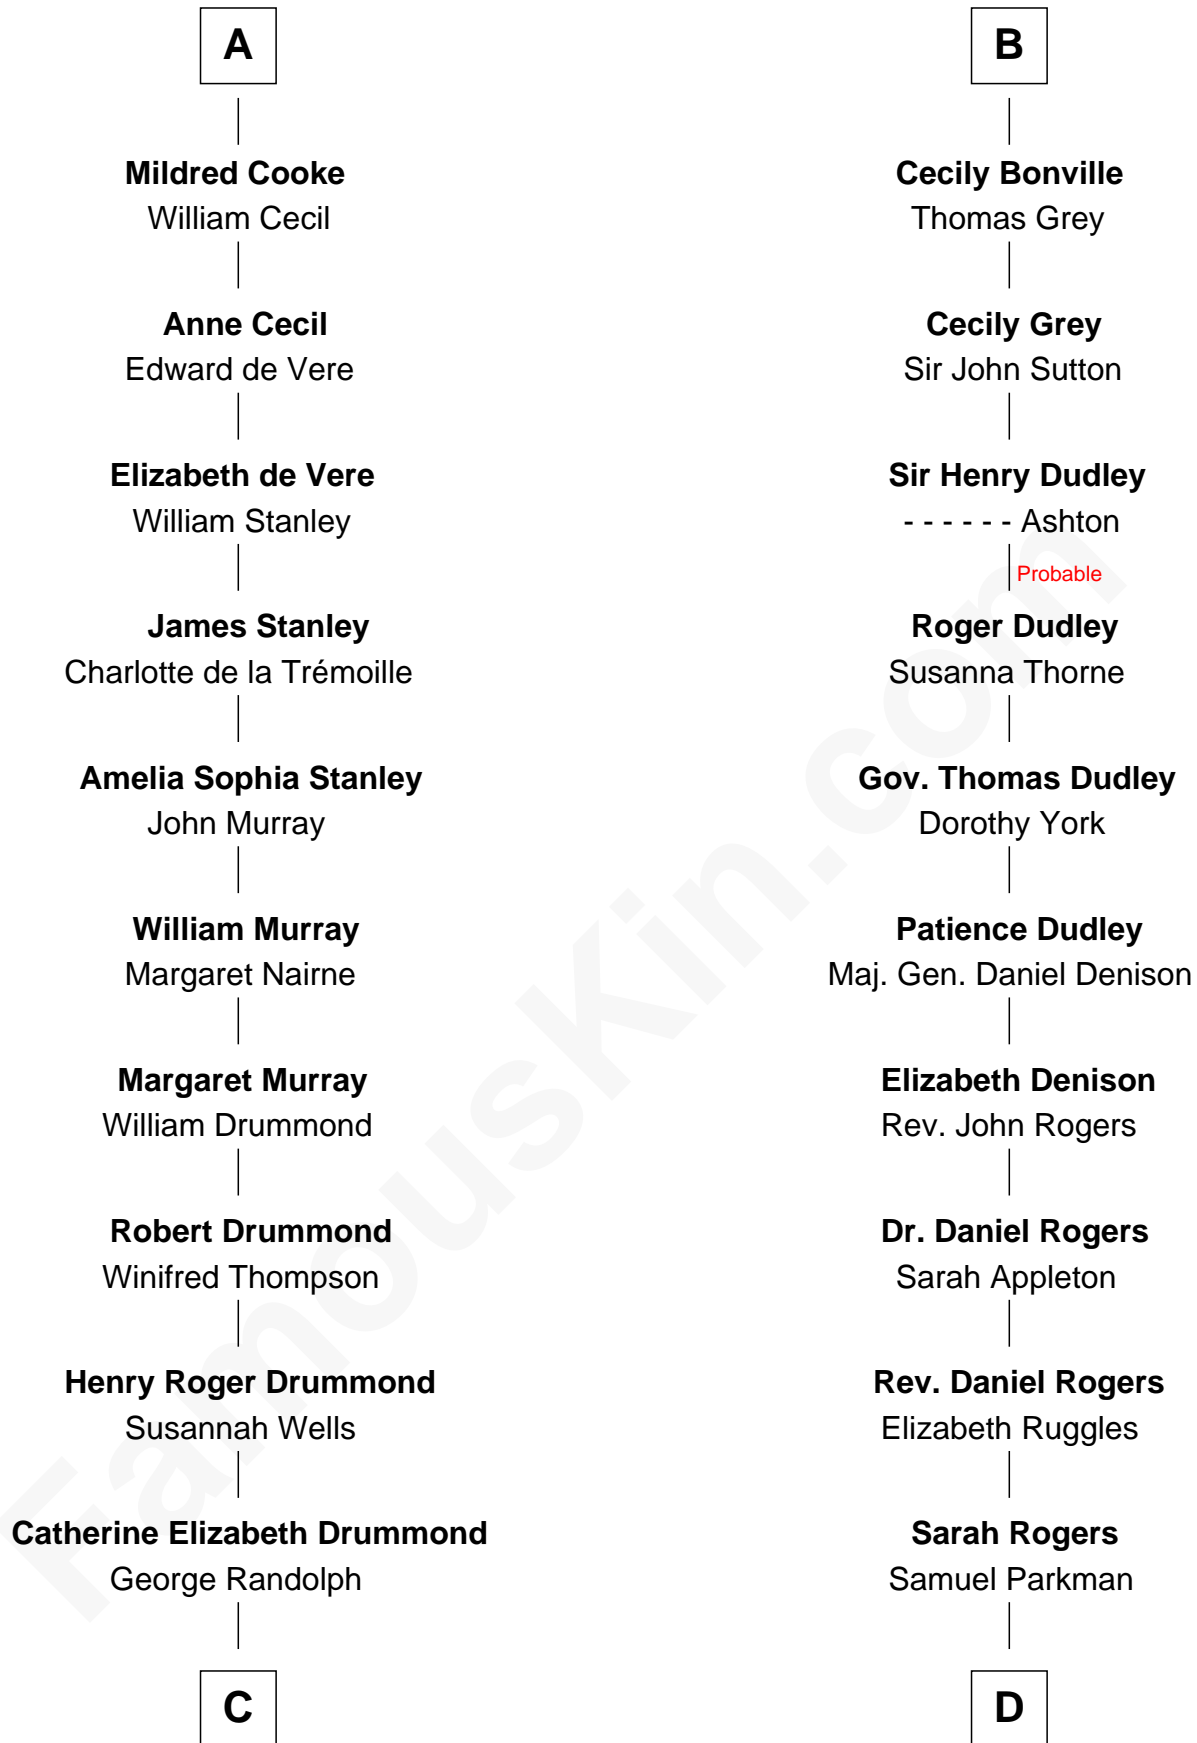 A
Mildred Cooke
William Cecil
Anne Cecil
Edward de Vere
Elizabeth de Vere
William Stanley
James Stanley
Charlotte de la Trémoille
Amelia Sophia Stanley
John Murray
William Murray
Margaret Nairne
Margaret Murray
William Drummond
Robert Drummond
Winifred Thompson
Henry Roger Drummond
Susannah Wells
Catherine Elizabeth Drummond
George Randolph
C
B
Cecily Bonville
Thomas Grey
Cecily Grey
Sir John Sutton
Sir Henry Dudley
- - - - - - Ashton
Probable
Roger Dudley
Susanna Thorne
Gov. Thomas Dudley
Dorothy York
Patience Dudley
Maj. Gen. Daniel Denison
Elizabeth Denison
Rev. John Rogers
Dr. Daniel Rogers
Sarah Appleton
Rev. Daniel Rogers
Elizabeth Ruggles
Sarah Rogers
Samuel Parkman
D
FamousKin.com